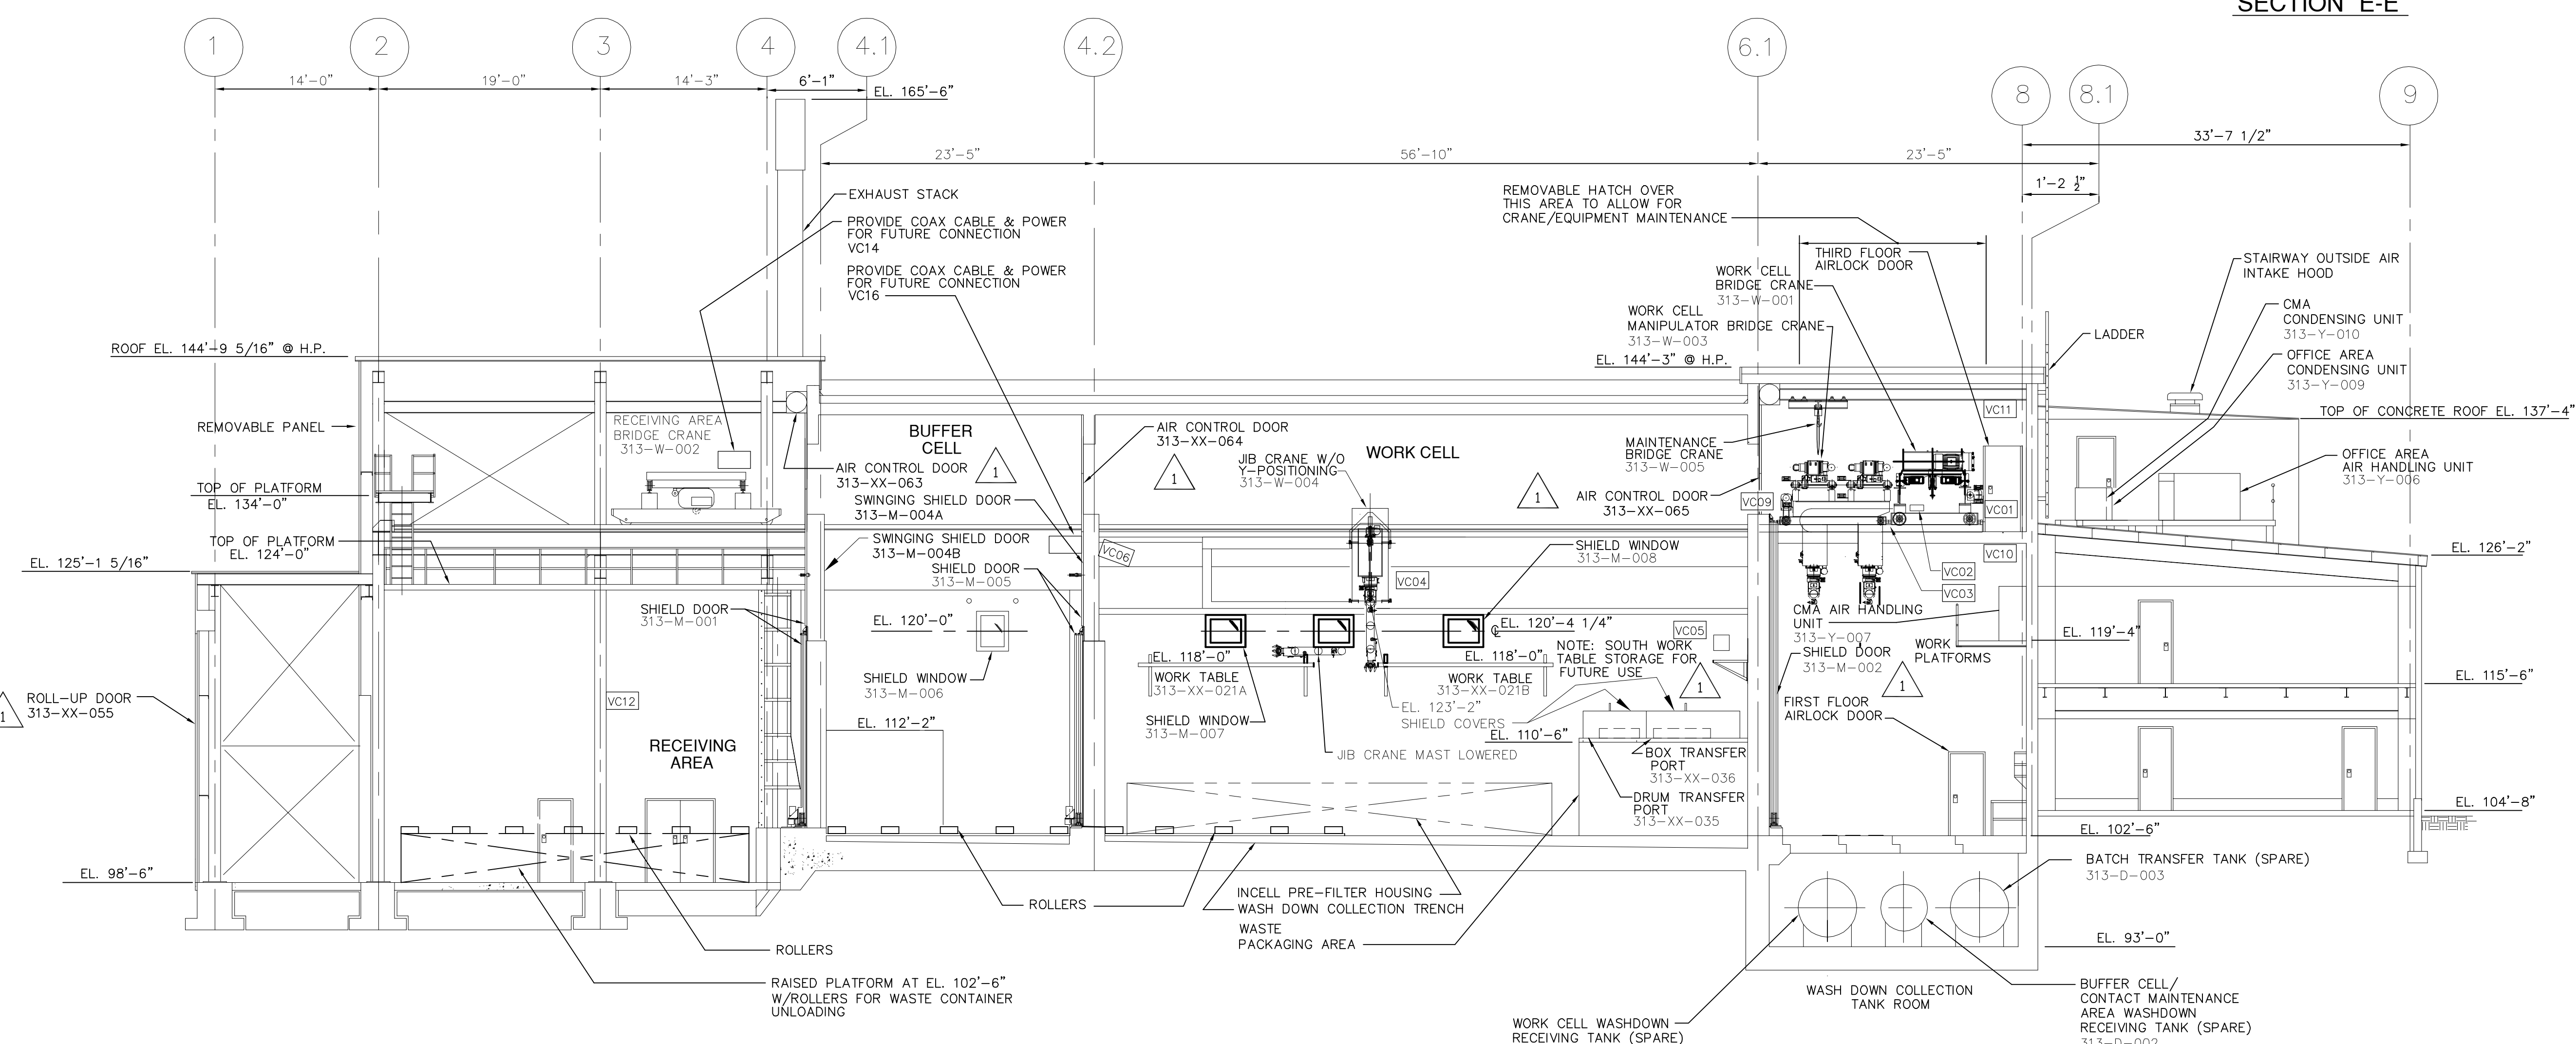 SECTION E-E
1
2
3
4
4.1
4.2
6.1
8
8.1
9
14'-0"
19'-0"
14'-3"
6'-1"
EL. 165'-6"
23'-5"
56'-10"
23'-5"
33'-7 1/2"
1'-2 1/2"
EXHAUST STACK
PROVIDE COAX CABLE & POWER
FOR FUTURE CONNECTION
VC14
PROVIDE COAX CABLE & POWER
FOR FUTURE CONNECTION
VC16
REMOVABLE HATCH OVER
THIS AREA TO ALLOW FOR
CRANE/EQUIPMENT MAINTENANCE
THIRD FLOOR
AIRLOCK DOOR
WORK CELL
BRIDGE CRANE
313-W-001
WORK CELL
MANIPULATOR BRIDGE CRANE
313-W-003
EL. 144'-3" @ H.P.
STAIRWAY OUTSIDE AIR
INTAKE HOOD
CMA
CONDENSING UNIT
313-Y-010
OFFICE AREA
CONDENSING UNIT
313-Y-009
LADDER
TOP OF CONCRETE ROOF EL. 137'-4"
OFFICE AREA
AIR HANDLING UNIT
313-Y-006
ROOF EL. 144'-9 5/16" @ H.P.
REMOVABLE PANEL
RECEIVING AREA
BRIDGE CRANE
313-W-002
TOP OF PLATFORM
EL. 134'-0"
TOP OF PLATFORM
EL. 124'-0"
EL. 125'-1 5/16"
BUFFER
CELL
1
AIR CONTROL DOOR
313-XX-063
SWINGING SHIELD DOOR
313-M-004A
SWINGING SHIELD DOOR
313-M-004B
SHIELD DOOR
313-M-005
AIR CONTROL DOOR
313-XX-064
1
JIB CRANE W/O
Y-POSITIONING
313-W-004
WORK CELL
1
MAINTENANCE
BRIDGE CRANE
313-W-005
AIR CONTROL DOOR
313-XX-065
VC11
VC09
VC01
VC10
VC02
VC03
VC06
VC04
SHIELD WINDOW
313-M-008
EL. 126'-2"
SHIELD DOOR
313-M-001
EL. 120'-0"
EL. 120'-4 1/4"
VC05
CMA AIR HANDLING
UNIT
313-Y-007
EL. 119'-4"
WORK
PLATFORMS
SHIELD DOOR
313-M-002
1
NOTE: SOUTH WORK
TABLE STORAGE FOR
FUTURE USE
1
EL. 118'-0"
WORK TABLE
313-XX-021A
EL. 118'-0"
WORK TABLE
313-XX-021B
SHIELD WINDOW
313-M-006
EL. 115'-6"
1
ROLL-UP DOOR
313-XX-055
VC12
EL. 112'-2"
SHIELD WINDOW
313-M-007
EL. 123'-2"
SHIELD COVERS
EL. 110'-6"
FIRST FLOOR
AIRLOCK DOOR
RECEIVING
AREA
JIB CRANE MAST LOWERED
BOX TRANSFER
PORT
313-XX-036
DRUM TRANSFER
PORT
313-XX-035
EL. 104'-8"
EL. 102'-6"
EL. 98'-6"
BATCH TRANSFER TANK (SPARE)
313-D-003
ROLLERS
INCELL PRE-FILTER HOUSING
WASH DOWN COLLECTION TRENCH
WASTE
PACKAGING AREA
EL. 93'-0"
ROLLERS
RAISED PLATFORM AT EL. 102'-6"
W/ROLLERS FOR WASTE CONTAINER
UNLOADING
WASH DOWN COLLECTION
TANK ROOM
WORK CELL WASHDOWN
RECEIVING TANK (SPARE)
BUFFER CELL/
CONTACT MAINTENANCE
AREA WASHDOWN
RECEIVING TANK (SPARE)
313-D-002